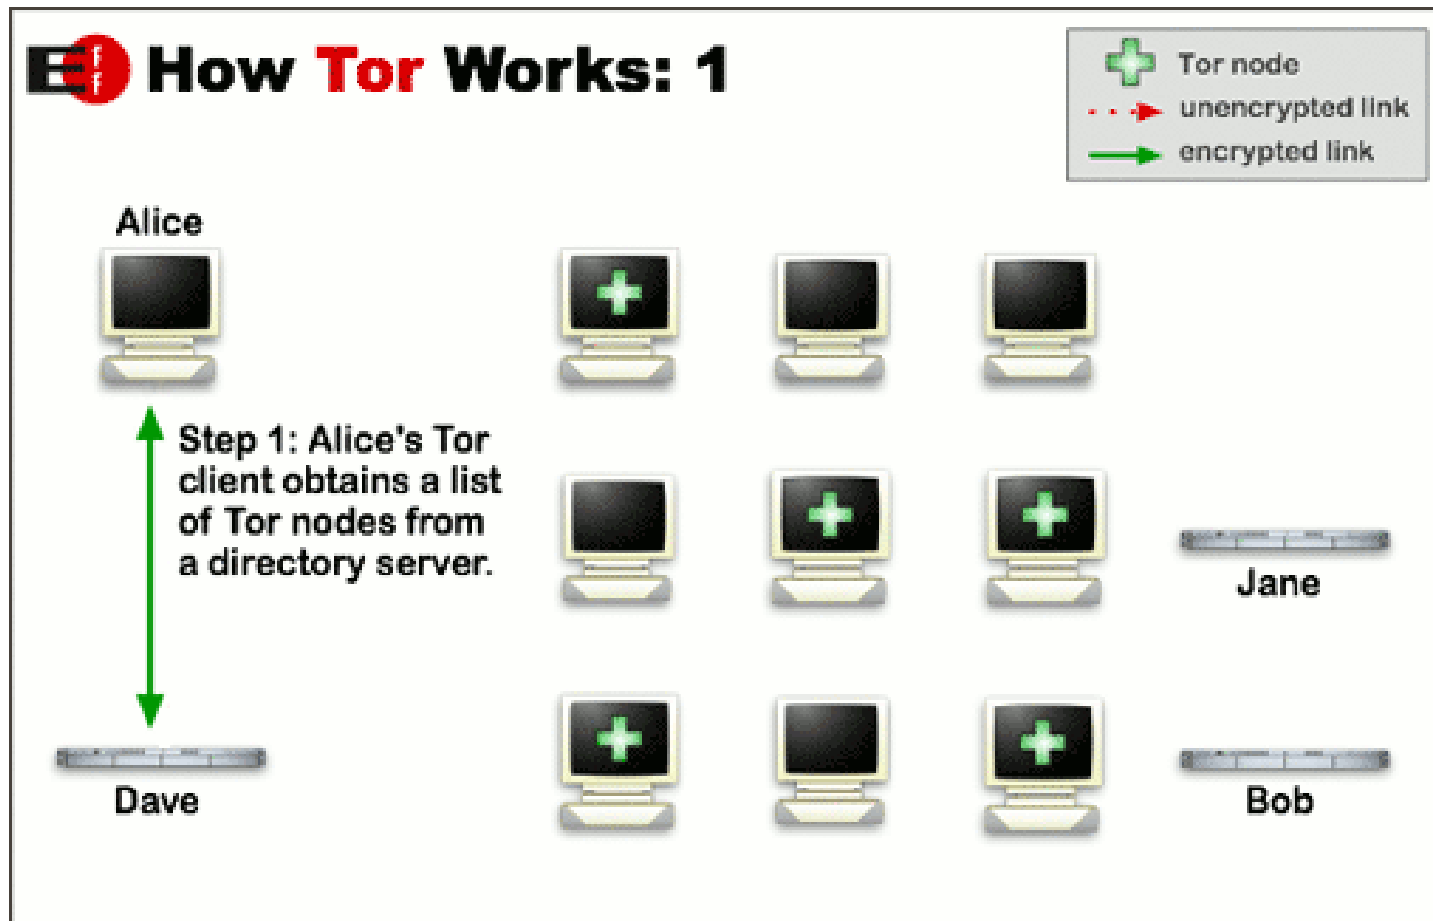 EFF How Tor Works: 1
Tor node
unencrypted link
encrypted link
Alice
Step 1: Alice's Tor
client obtains a list
of Tor nodes from
a directory server.
Jane
Dave
Bob